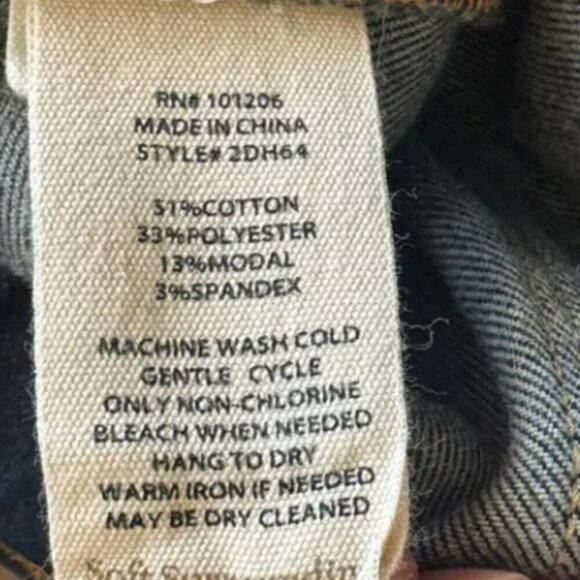 RN# 101206
MADE IN CHINA
STYLE# 2DH64
51%COTTON
33%POLYESTER
13%MODAL
3%SPANDEX
MACHINE WASH COLD
GENTLE CYCLE
ONLY NON-CHLORINE
BLEACH WHEN NEEDED
HANG TO DRY
WARM IRON IF NEEDED
MAY BE DRY CLEANED
Soft